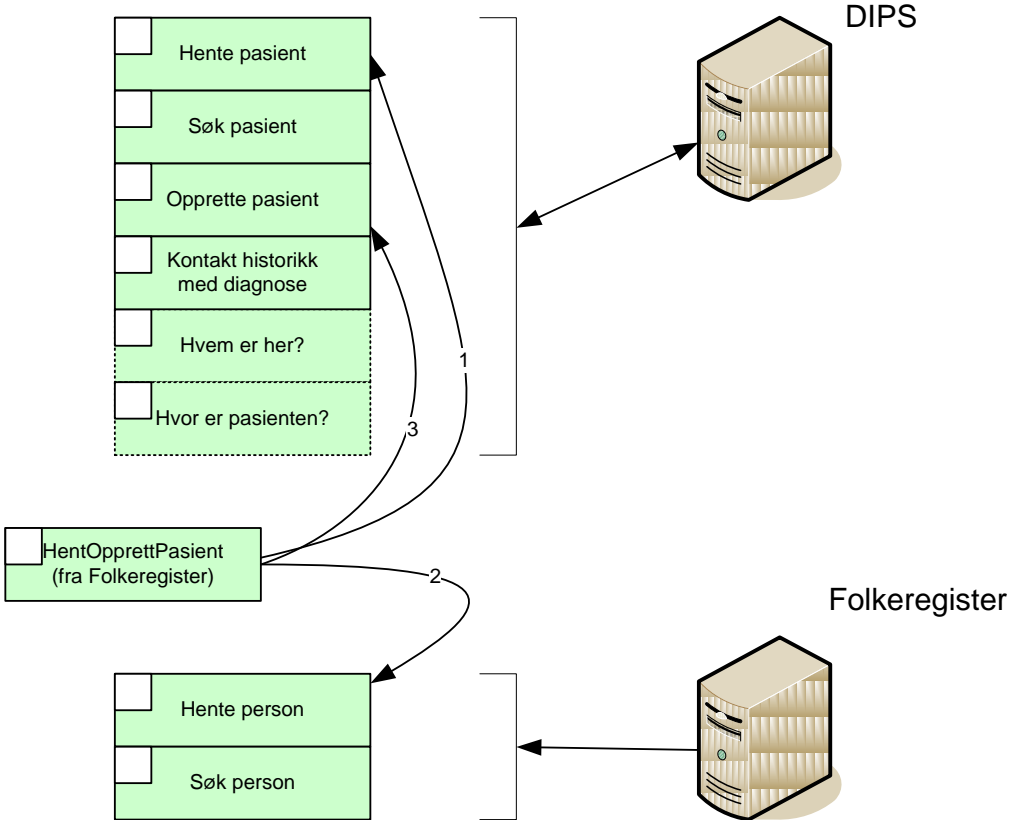 DIPS
Hente pasient
Søk pasient
Opprette pasient
Kontakt historikk
med diagnose
Hvem er her?
1
Hvor er pasienten?
3
HentOpprettPasient
(fra Folkeregister)
2
Folkeregister
Hente person
Søk person